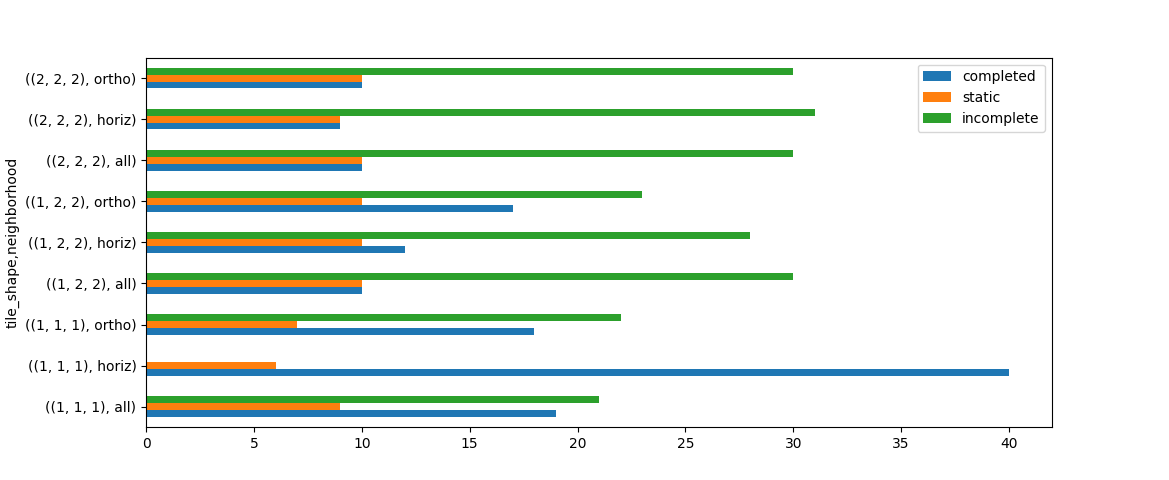 ((2, 2, 2), ortho)
((2, 2, 2), horiz)
((2, 2, 2), all)
((1, 2, 2), ortho)
((1, 2, 2), horiz)
((1, 2, 2), all)
((1, 1, 1), ortho)
((1, 1, 1), horiz)
((1, 1, 1), all)
tile_shape,neighborhood
0 5 10 15 20 25 30 35 40
completed
static
incomplete